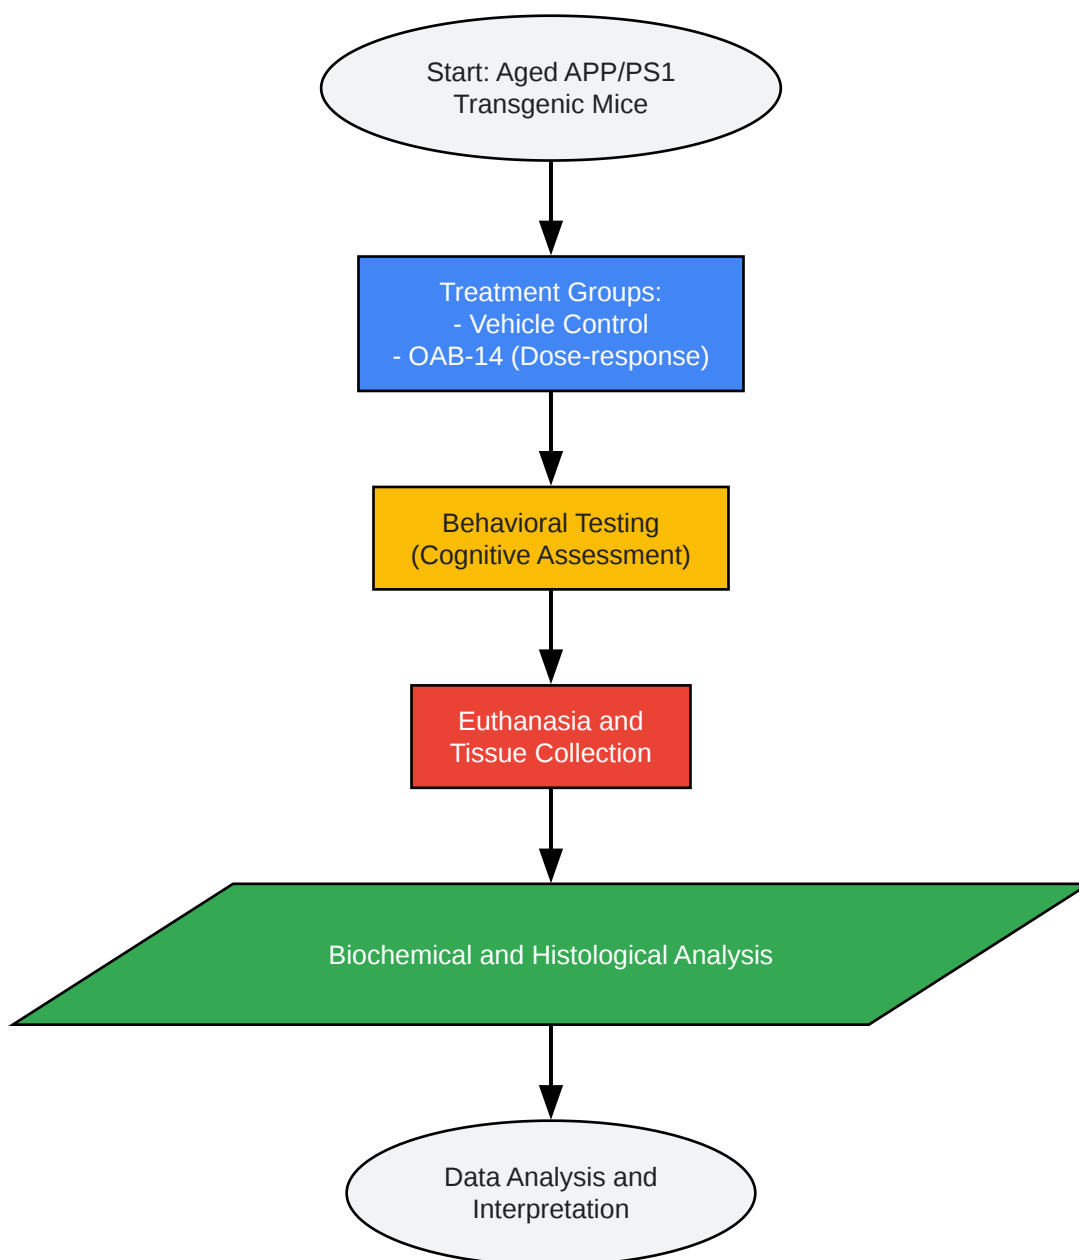 Start: Aged APP/PS1
Transgenic Mice
Treatment Groups:
- Vehicle Control
- OAB-14 (Dose-response)
Behavioral Testing
(Cognitive Assessment)
Euthanasia and
Tissue Collection
Biochemical and Histological Analysis
Data Analysis and
Interpretation